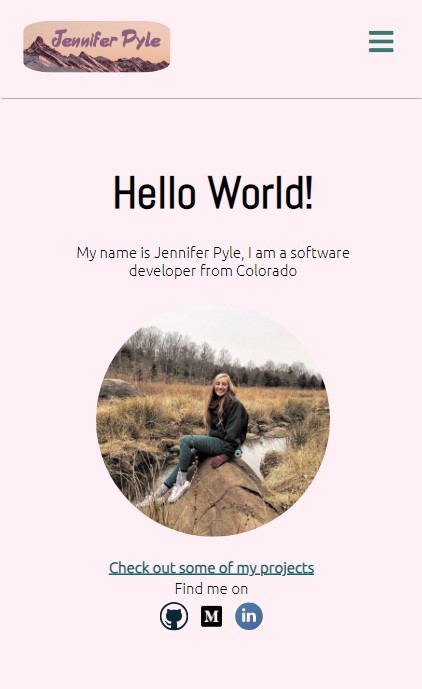 Jennifer Pyle
Hello World!
My name is Jennifer Pyle, I am a software
developer from Colorado
Check out some of my projects
Find me on
M
in